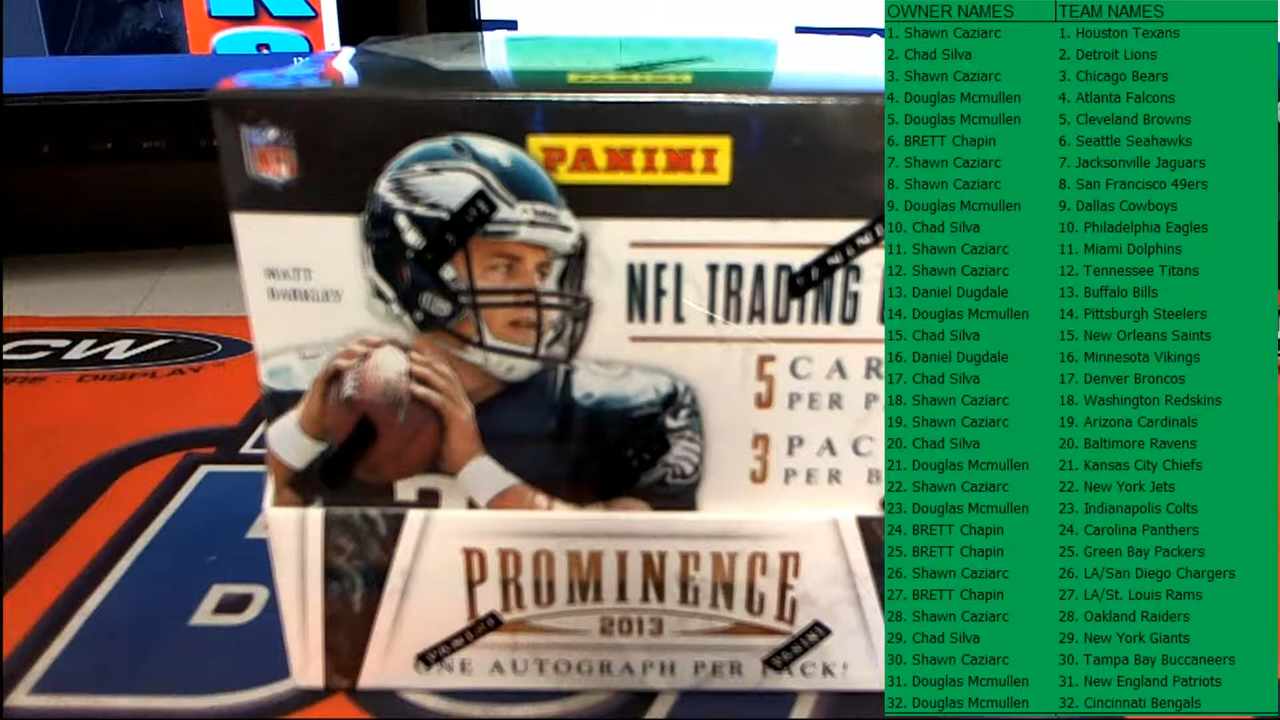 NFL
PANINI
PANINI
MATT
BARKLEY
NFL TRADING
5 CAR
PER P
3 PAC
PER B
PROMINENCE
2013
PANINI
PANINI
PANINI
ONE AUTOGRAPH PER PACK!
CW
DISPLAY™
D
OWNER NAMES TEAM NAMES
1. Shawn Caziarc 1. Houston Texans
2. Chad Silva 2. Detroit Lions
3. Shawn Caziarc 3. Chicago Bears
4. Douglas Mcmullen 4. Atlanta Falcons
5. Douglas Mcmullen 5. Cleveland Browns
6. BRETT Chapin 6. Seattle Seahawks
7. Shawn Caziarc 7. Jacksonville Jaguars
8. Shawn Caziarc 8. San Francisco 49ers
9. Douglas Mcmullen 9. Dallas Cowboys
10. Chad Silva 10. Philadelphia Eagles
11. Shawn Caziarc 11. Miami Dolphins
12. Shawn Caziarc 12. Tennessee Titans
13. Daniel Dugdale 13. Buffalo Bills
14. Douglas Mcmullen 14. Pittsburgh Steelers
15. Chad Silva 15. New Orleans Saints
16. Daniel Dugdale 16. Minnesota Vikings
17. Chad Silva 17. Denver Broncos
18. Shawn Caziarc 18. Washington Redskins
19. Shawn Caziarc 19. Arizona Cardinals
20. Chad Silva 20. Baltimore Ravens
21. Douglas Mcmullen 21. Kansas City Chiefs
22. Shawn Caziarc 22. New York Jets
23. Douglas Mcmullen 23. Indianapolis Colts
24. BRETT Chapin 24. Carolina Panthers
25. BRETT Chapin 25. Green Bay Packers
26. Shawn Caziarc 26. LA/San Diego Chargers
27. BRETT Chapin 27. LA/St. Louis Rams
28. Shawn Caziarc 28. Oakland Raiders
29. Chad Silva 29. New York Giants
30. Shawn Caziarc 30. Tampa Bay Buccaneers
31. Douglas Mcmullen 31. New England Patriots
32. Douglas Mcmullen 32. Cincinnati Bengals